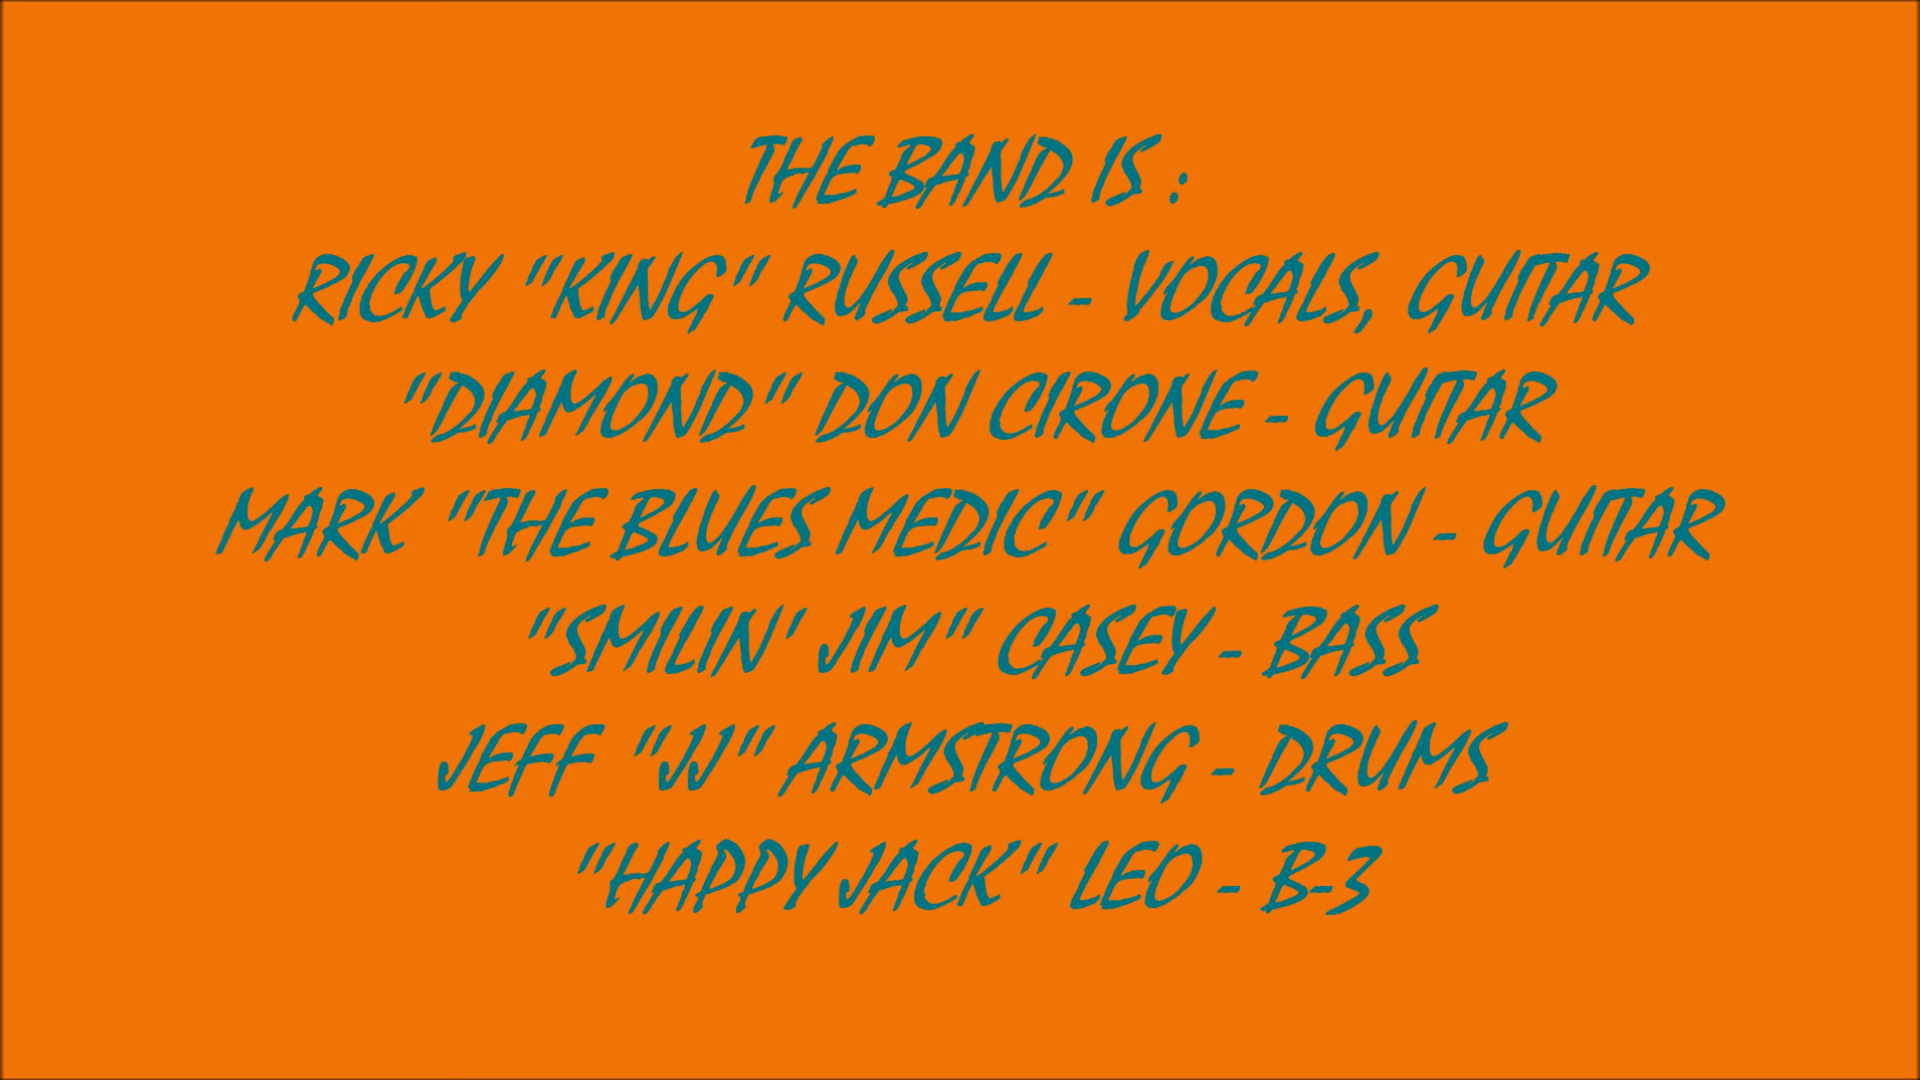 THE BAND IS :
RICKY "KING" RUSSELL - VOCALS, GUITAR
"DIAMOND" DON CIRONE - GUITAR
MARK "THE BLUES MEDIC" GORDON - GUITAR
"SMILIN' JIM" CASEY - BASS
JEFF "JJ" ARMSTRONG - DRUMS
"HAPPY JACK" LEO - B-3